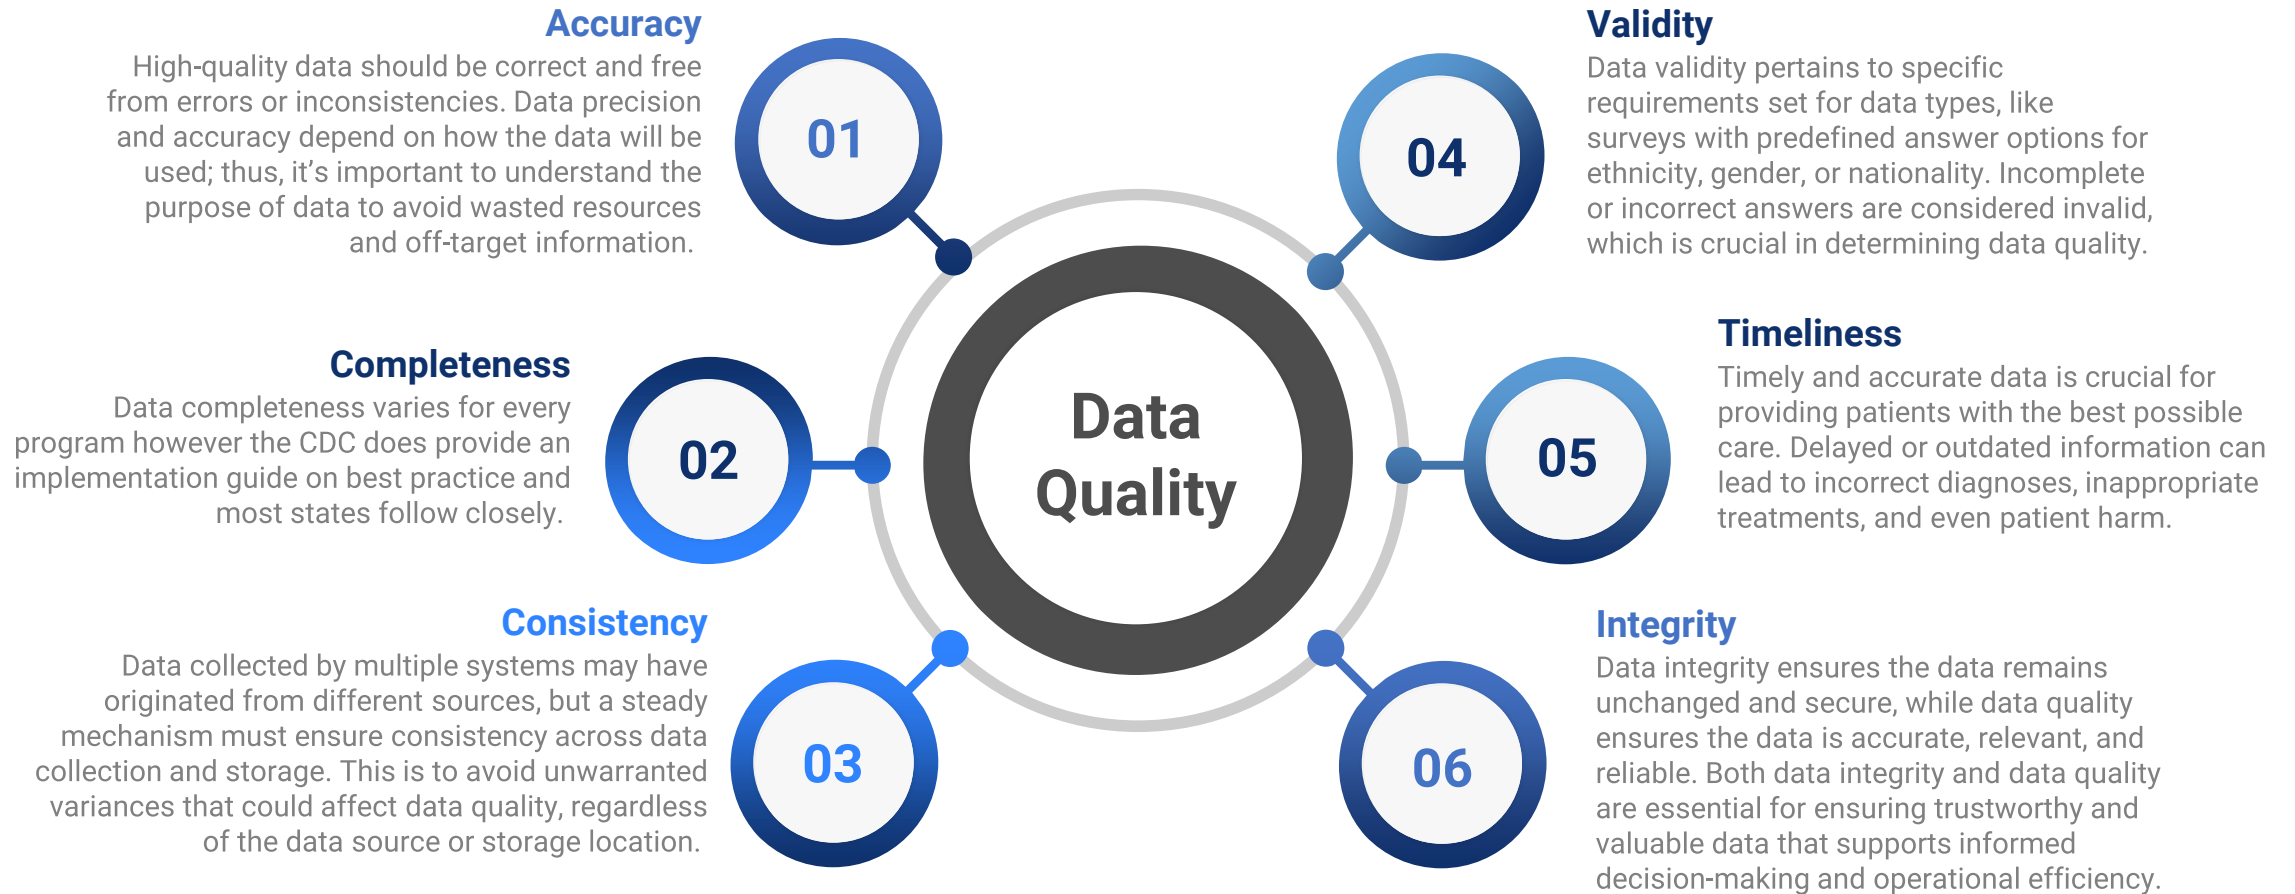 Accuracy
High-quality data should be correct and free
from errors or inconsistencies. Data precision
and accuracy depend on how the data will be
used; thus, it’s important to understand the
purpose of data to avoid wasted resources
and off-target information.
01
Completeness
Data completeness varies for every
program however the CDC does provide an
implementation guide on best practice and
most states follow closely.
02
Consistency
Data collected by multiple systems may have
originated from different sources, but a steady
mechanism must ensure consistency across data
collection and storage. This is to avoid unwarranted
variances that could affect data quality, regardless
of the data source or storage location.
03
Data
Quality
04
Validity
Data validity pertains to specific
requirements set for data types, like
surveys with predefined answer options for
ethnicity, gender, or nationality. Incomplete
or incorrect answers are considered invalid,
which is crucial in determining data quality.
05
Timeliness
Timely and accurate data is crucial for
providing patients with the best possible
care. Delayed or outdated information can
lead to incorrect diagnoses, inappropriate
treatments, and even patient harm.
06
Integrity
Data integrity ensures the data remains
unchanged and secure, while data quality
ensures the data is accurate, relevant, and
reliable. Both data integrity and data quality
are essential for ensuring trustworthy and
valuable data that supports informed
decision-making and operational efficiency.